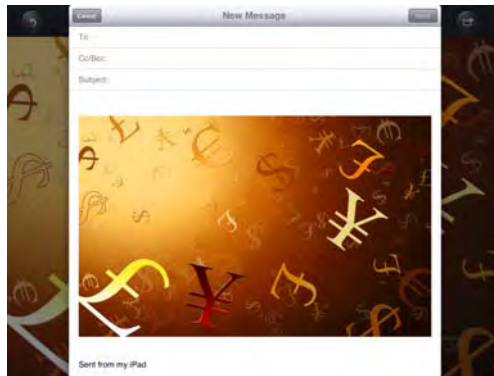 Cancel New Message Send
To:
Cc/Bcc:
Subject:
Sent from my iPad